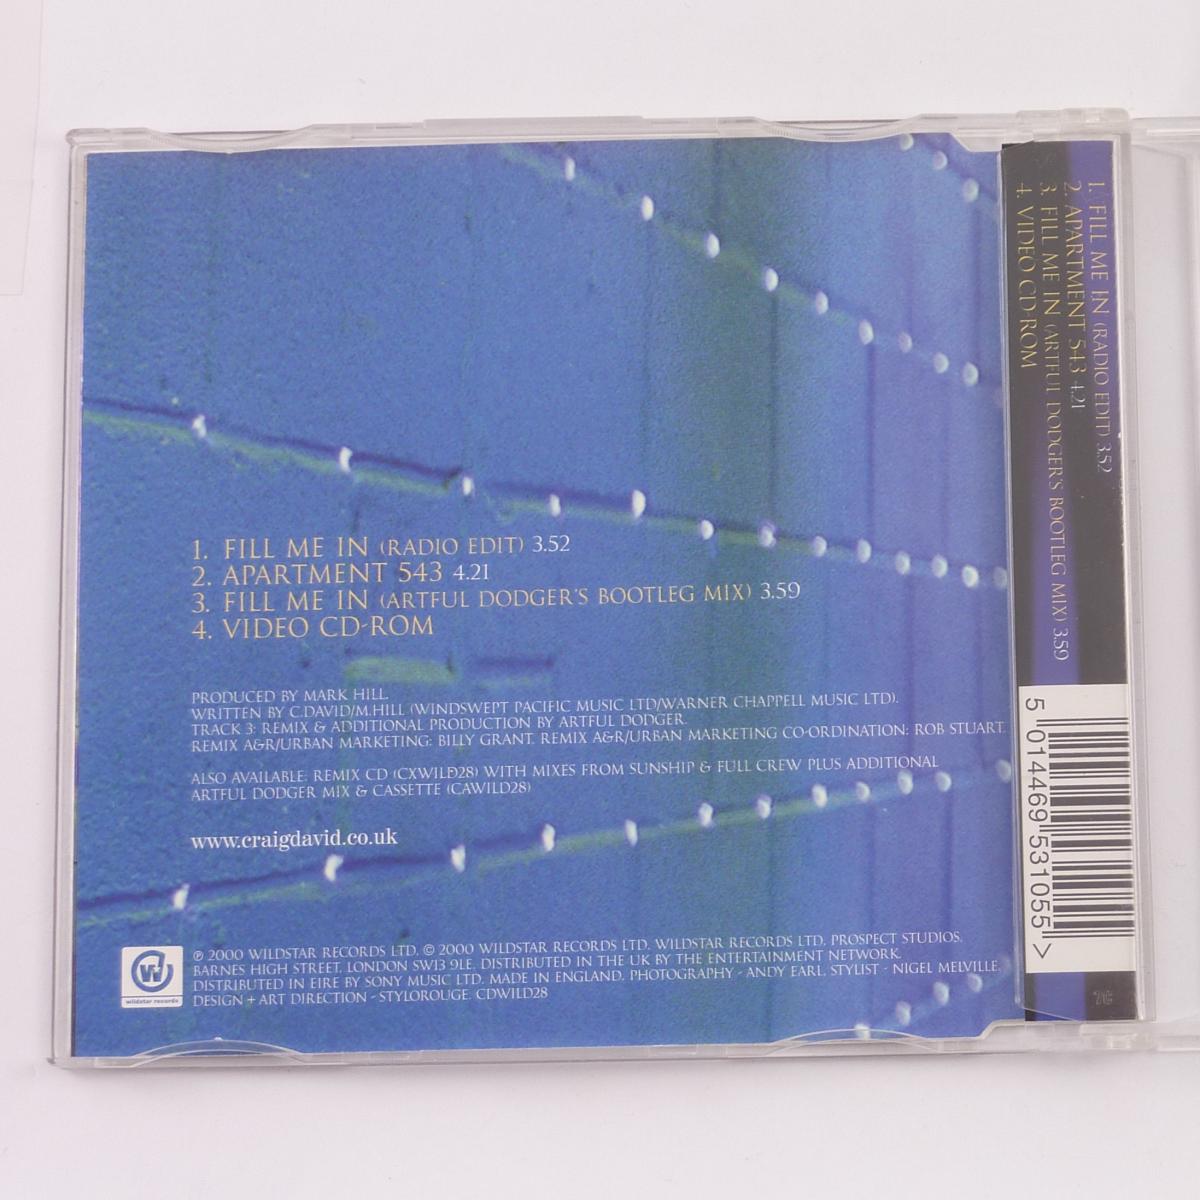 1. FILL ME IN (RADIO EDIT) 3.52
2. APARTMENT 543 4.21
3. FILL ME IN (ARTFUL DODGER'S BOOTLEG MIX) 3.59
4. VIDEO CD-ROM
PRODUCED BY MARK HILL.
WRITTEN BY C.DAVID/M.HILL (WINDSWEPT PACIFIC MUSIC LTD/WARNER CHAPPELL MUSIC LTD).
TRACK 3: REMIX & ADDITIONAL PRODUCTION BY ARTFUL DODGER.
REMIX A&R/URBAN MARKETING: BILLY GRANT. REMIX A&R/URBAN MARKETING CO-ORDINATION: ROB STUART.
ALSO AVAILABLE: REMIX CD (CXWILD28) WITH MIXES FROM SUNSHIP & FULL CREW PLUS ADDITIONAL
ARTFUL DODGER MIX & CASSETTE (CAWILD28)
www.craigdavid.co.uk
W
wildstar records
℗ 2000 WILDSTAR RECORDS LTD. © 2000 WILDSTAR RECORDS LTD. WILDSTAR RECORDS LTD, PROSPECT STUDIOS,
BARNES HIGH STREET, LONDON SW13 9LE. DISTRIBUTED IN THE UK BY THE ENTERTAINMENT NETWORK.
DISTRIBUTED IN EIRE BY SONY MUSIC LTD. MADE IN ENGLAND. PHOTOGRAPHY - ANDY EARL. STYLIST - NIGEL MELVILLE.
DESIGN + ART DIRECTION - STYLOROUGE. CDWILD28
1. FILL ME IN (RADIO EDIT) 3.52
2. APARTMENT 543 4.21
3. FILL ME IN (ARTFUL DODGER'S BOOTLEG MIX) 3.59
4. VIDEO CD-ROM
5 014469 531055 >